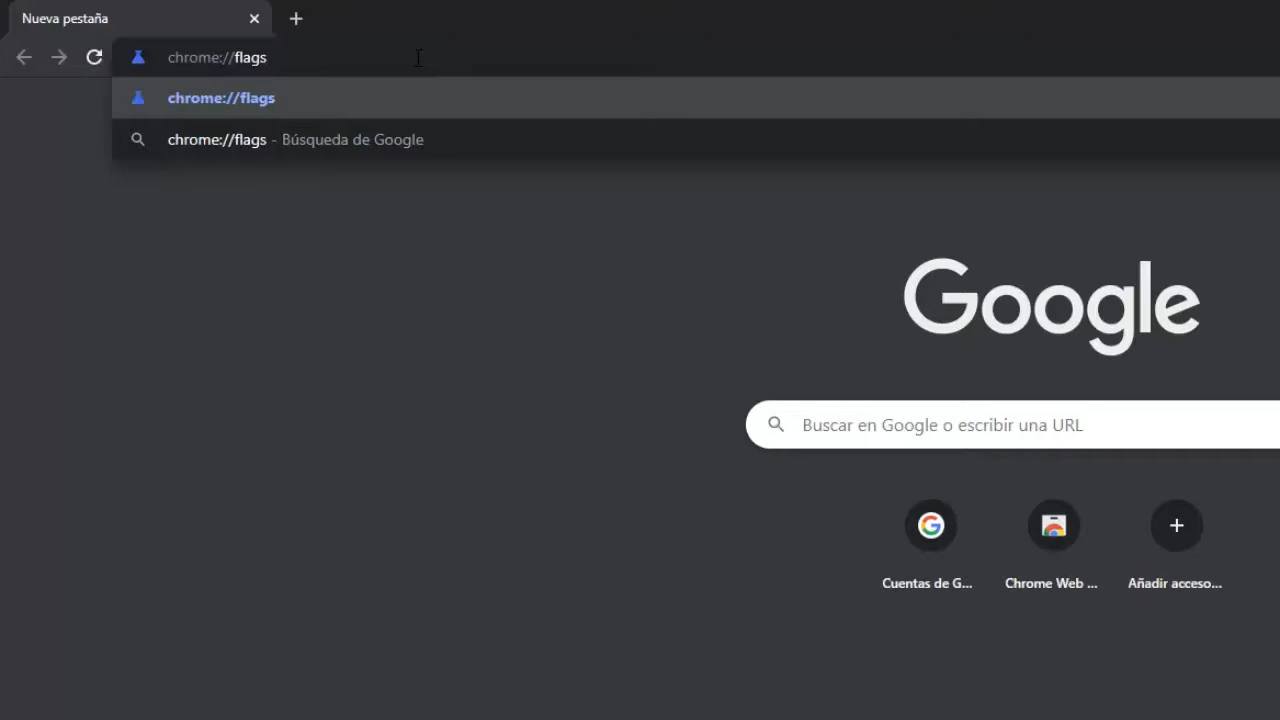 Nueva pestaña
chrome://flags
chrome://flags
chrome://flags - Búsqueda de Google
Google
Buscar en Google o escribir una URL
Cuentas de G... Chrome Web ... Añadir acceso...